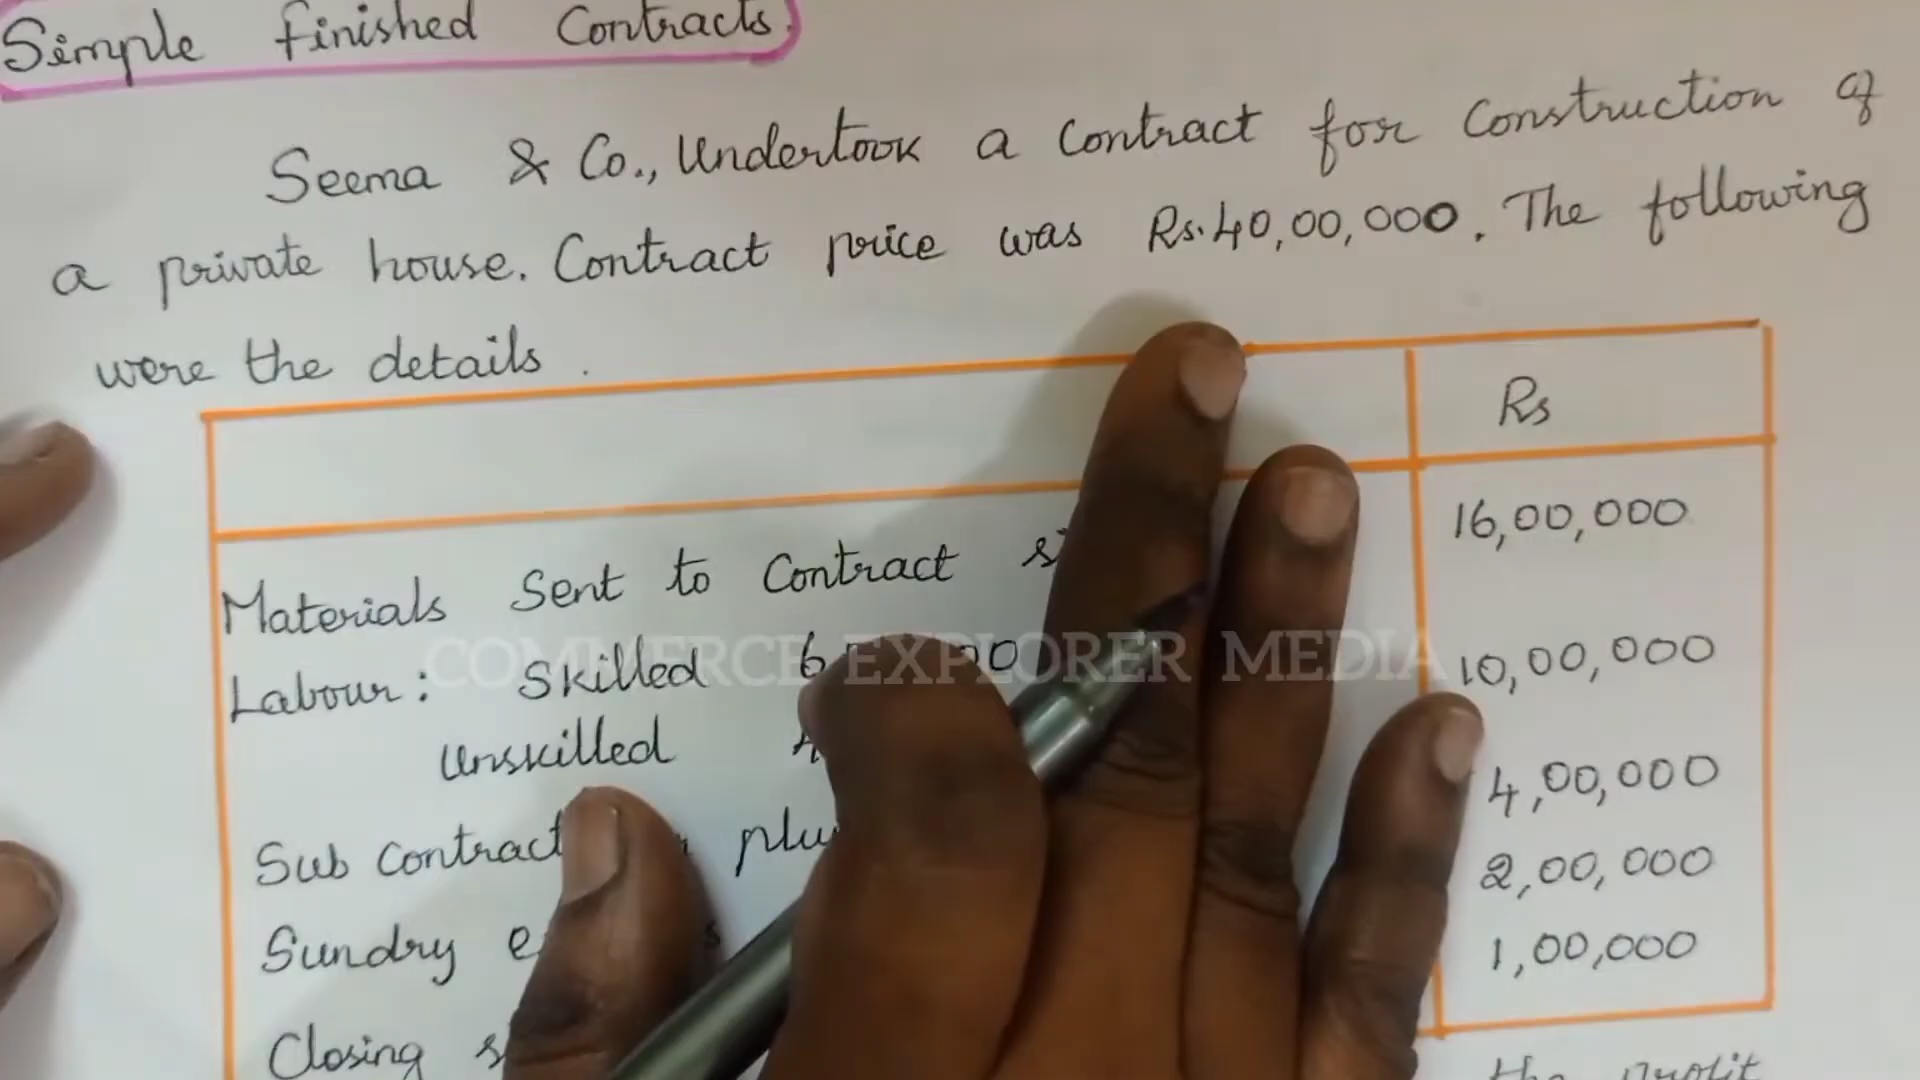 Simple Finished Contracts.
Seema & Co., Undertook a Contract for Construction of
a private house. Contract price was Rs.40,00,000. The following
were the details.
Rs
Materials Sent to Contract 16,00,000
Labour: Skilled 10,00,000
Unskilled
Sub Contract 4,00,000
Sundry 2,00,000
Closing 1,00,000
the profit
COMMERCE EXPLORER MEDIA